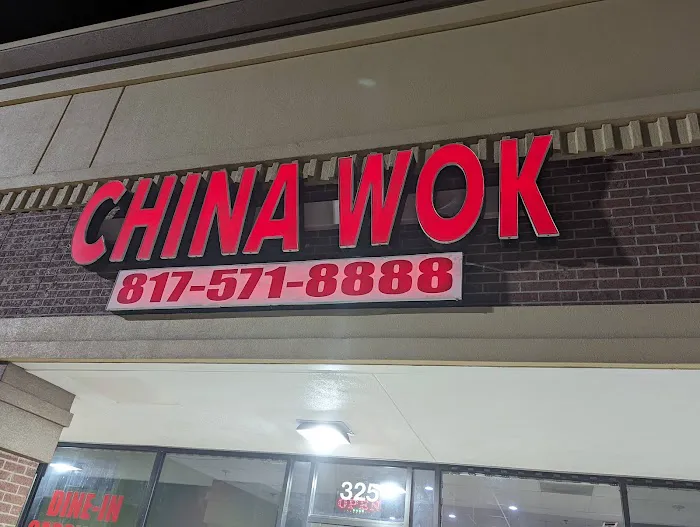 CHINA WOK
817-571-8888
325
OPEN
DINE-IN